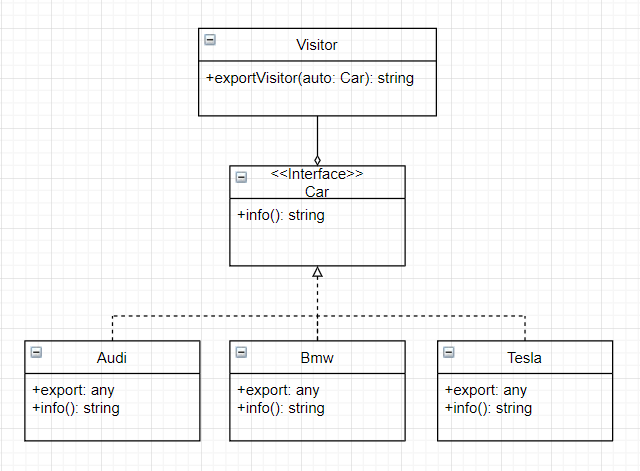 Visitor
+exportVisitor(auto: Car): string
<<Interface>>
Car
+info(): string
Audi
+export: any
+info(): string
Bmw
+export: any
+info(): string
Tesla
+export: any
+info(): string